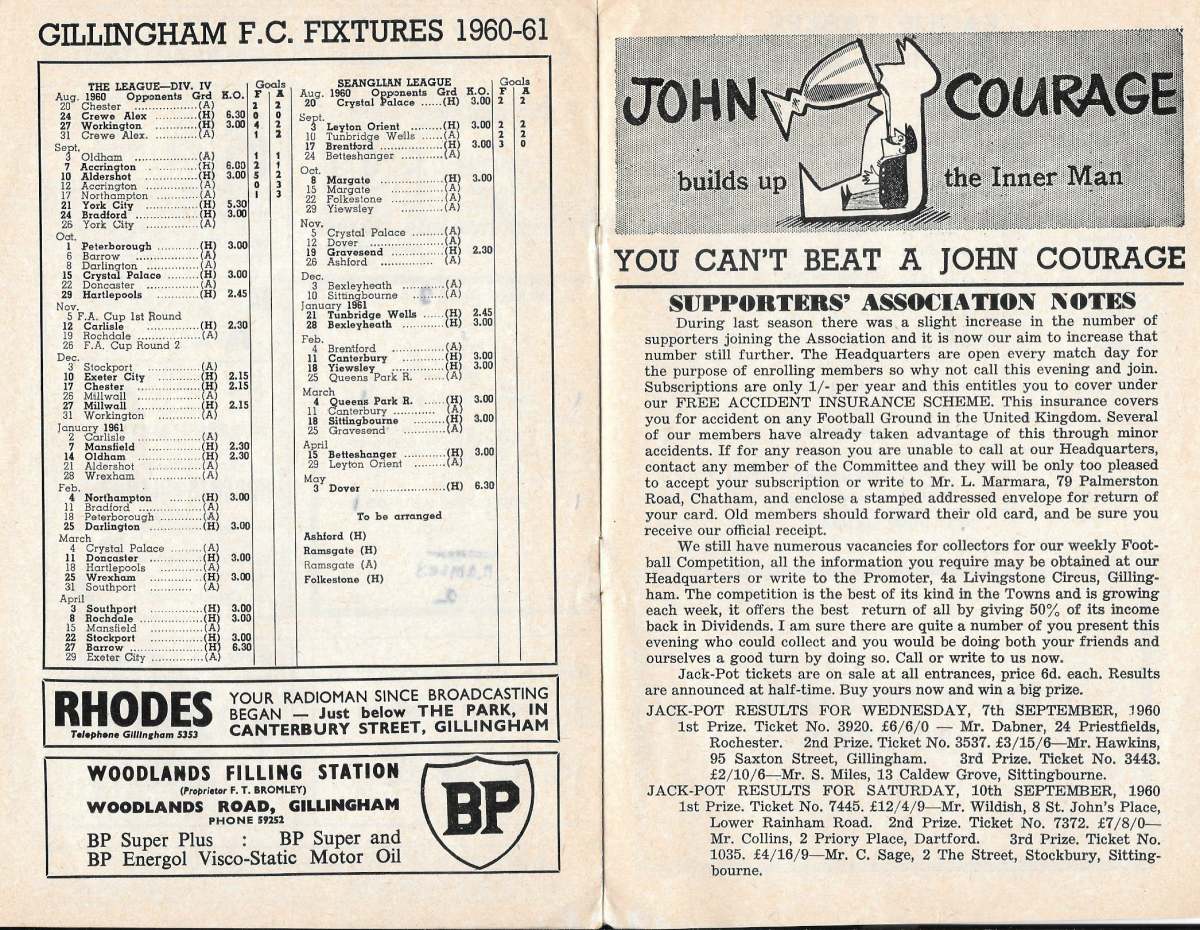 GILLINGHAM F.C. FIXTURES 1960-61
THE LEAGUE—DIV. IV Goals
Aug. 1960 Opponents Grd K.O. F A
20 Chester (A) 2 2
24 Crewe Alex (H) 6.30 0 0
27 Workington (H) 3.00 4 2
31 Crewe Alex. (A) 1 2
Sept.
3 Oldham (A) 1 1
7 Accrington (H) 6.00 2 1
10 Aldershot (H) 3.00 5 2
12 Accrington (A) 0 3
17 Northampton (A) 1 3
21 York City (H) 5.30
24 Bradford (H) 3.00
26 York City (A)
Oct.
1 Peterborough (H) 3.00
6 Barrow (A)
8 Darlington (A)
15 Crystal Palace (H) 3.00
22 Doncaster (A)
29 Hartlepools (H) 2.45
Nov.
5 F.A. Cup 1st Round
12 Carlisle (H) 2.30
19 Rochdale (A)
26 F.A. Cup Round 2
Dec.
3 Stockport (A)
10 Exeter City (H) 2.15
17 Chester (H) 2.15
26 Millwall (A)
27 Millwall (H) 2.15
31 Workington (A)
January 1961
2 Carlisle (A)
7 Mansfield (H) 2.30
14 Oldham (H) 2.30
21 Aldershot (A)
28 Wrexham (A)
Feb.
4 Northampton (H) 3.00
11 Bradford (A)
18 Peterborough (A)
25 Darlington (H) 3.00
March
4 Crystal Palace (A)
11 Doncaster (H) 3.00
18 Hartlepools (A)
25 Wrexham (H) 3.00
31 Southport (A)
April
3 Southport (H) 3.00
8 Rochdale (H) 3.00
15 Mansfield (A)
22 Stockport (H) 3.00
27 Barrow (H) 6.30
29 Exeter City (A)
SEANGLIAN LEAGUE Goals
Aug. 1960 Opponents Grd K.O. F A
20 Crystal Palace (H) 3.00 2 2
Sept.
3 Leyton Orient (H) 3.00 2 2
10 Tunbridge Wells (A) 2 2
17 Brentford (H) 3.00 3 0
24 Betteshanger (A)
Oct.
8 Margate (H) 3.00
15 Margate (A)
22 Folkestone (A)
29 Yiewsley (A)
Nov.
5 Crystal Palace (A)
12 Dover (A)
19 Gravesend (H) 2.30
26 Ashford (A)
Dec.
3 Bexleyheath (A)
10 Sittingbourne (A)
January 1961
21 Tunbridge Wells (H) 2.45
28 Bexleyheath (H) 3.00
Feb.
4 Brentford (A)
11 Canterbury (H) 3.00
18 Yiewsley (H) 3.00
25 Queens Park R. (A)
March
4 Queens Park R. (H) 3.00
11 Canterbury (A)
18 Sittingbourne (H) 3.00
25 Gravesend (A)
April
15 Betteshanger (H) 3.00
29 Leyton Orient (A)
May
3 Dover (H) 6.30
To be arranged
Ashford (H)
Ramsgate (H)
Ramsgate (A)
Folkestone (H)
RHODES
Telephone Gillingham 5353
YOUR RADIOMAN SINCE BROADCASTING
BEGAN — Just below THE PARK, IN
CANTERBURY STREET, GILLINGHAM
WOODLANDS FILLING STATION
(Proprietor F. T. BROMLEY)
WOODLANDS ROAD, GILLINGHAM
PHONE 59252
BP Super Plus : BP Super and
BP Energol Visco-Static Motor Oil
BP
JOHN COURAGE
builds up the Inner Man
YOU CAN'T BEAT A JOHN COURAGE
SUPPORTERS' ASSOCIATION NOTES
During last season there was a slight increase in the number of
supporters joining the Association and it is now our aim to increase that
number still further. The Headquarters are open every match day for
the purpose of enrolling members so why not call this evening and join.
Subscriptions are only 1/- per year and this entitles you to cover under
our FREE ACCIDENT INSURANCE SCHEME. This insurance covers
you for accident on any Football Ground in the United Kingdom. Several
of our members have already taken advantage of this through minor
accidents. If for any reason you are unable to call at our Headquarters,
contact any member of the Committee and they will be only too pleased
to accept your subscription or write to Mr. L. Marmara, 79 Palmerston
Road, Chatham, and enclose a stamped addressed envelope for return of
your card. Old members should forward their old card, and be sure you
receive our official receipt.
We still have numerous vacancies for collectors for our weekly Foot-
ball Competition, all the information you require may be obtained at our
Headquarters or write to the Promoter, 4a Livingstone Circus, Gilling-
ham. The competition is the best of its kind in the Towns and is growing
each week, it offers the best return of all by giving 50% of its income
back in Dividends. I am sure there are quite a number of you present this
evening who could collect and you would be doing both your friends and
ourselves a good turn by doing so. Call or write to us now.
Jack-Pot tickets are on sale at all entrances, price 6d. each. Results
are announced at half-time. Buy yours now and win a big prize.
JACK-POT RESULTS FOR WEDNESDAY, 7th SEPTEMBER, 1960
1st Prize. Ticket No. 3920. £6/6/0 — Mr. Dabner, 24 Priestfields,
Rochester. 2nd Prize. Ticket No. 3537. £3/15/6—Mr. Hawkins,
95 Saxton Street, Gillingham. 3rd Prize. Ticket No. 3443.
£2/10/6—Mr. S. Miles, 13 Caldew Grove, Sittingbourne.
JACK-POT RESULTS FOR SATURDAY, 10th SEPTEMBER, 1960
1st Prize. Ticket No. 7445. £12/4/9—Mr. Wildish, 8 St. John's Place,
Lower Rainham Road. 2nd Prize. Ticket No. 7372. £7/8/0—
Mr. Collins, 2 Priory Place, Dartford. 3rd Prize. Ticket No.
1035. £4/16/9—Mr. C. Sage, 2 The Street, Stockbury, Sitting-
bourne.